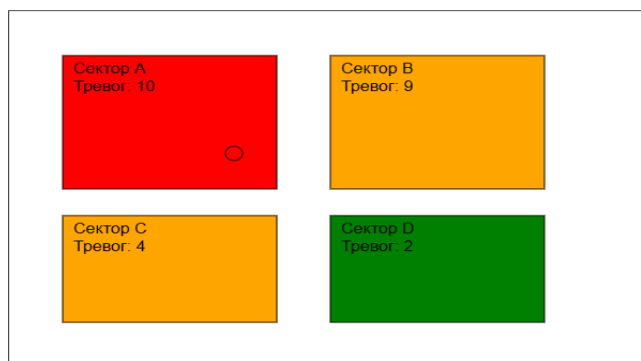 Сектор A
Тревог: 10
Сектор B
Тревог: 9
Сектор C
Тревог: 4
Сектор D
Тревог: 2